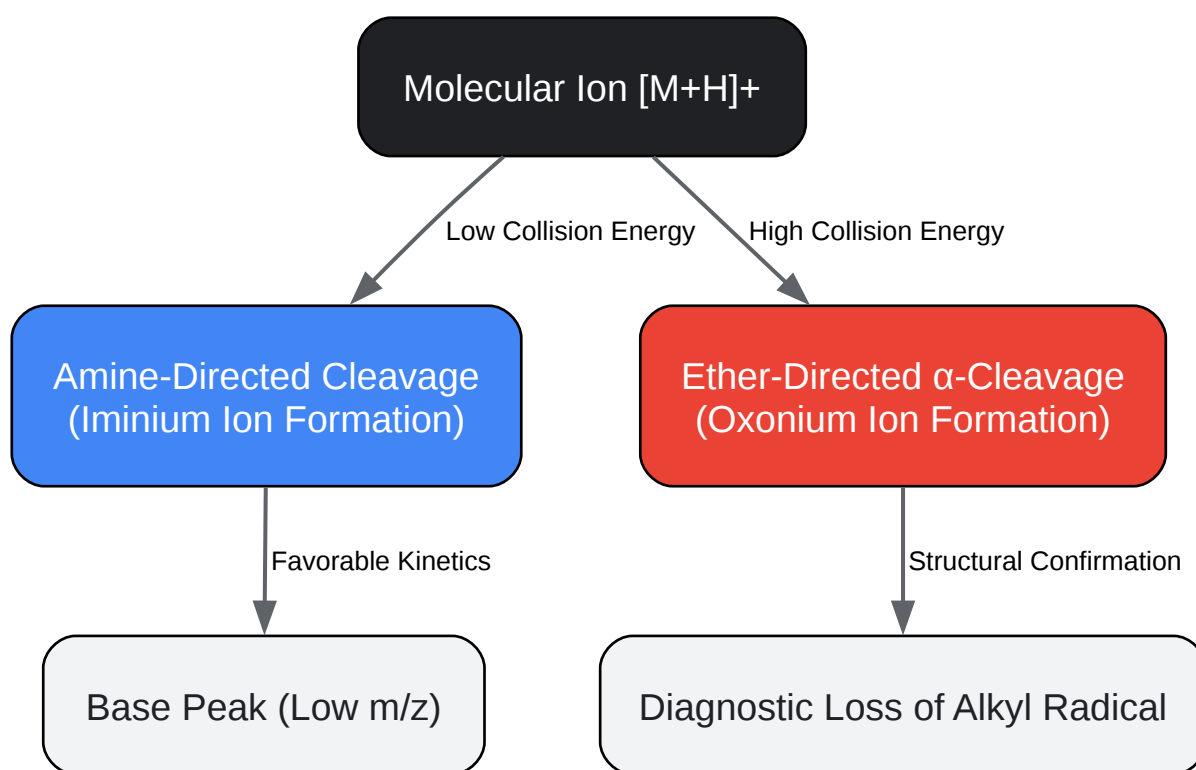 Molecular Ion [M+H]+
Low Collision Energy
High Collision Energy
Amine-Directed Cleavage
(Iminium Ion Formation)
Ether-Directed α-Cleavage
(Oxonium Ion Formation)
Favorable Kinetics
Structural Confirmation
Base Peak (Low m/z)
Diagnostic Loss of Alkyl Radical